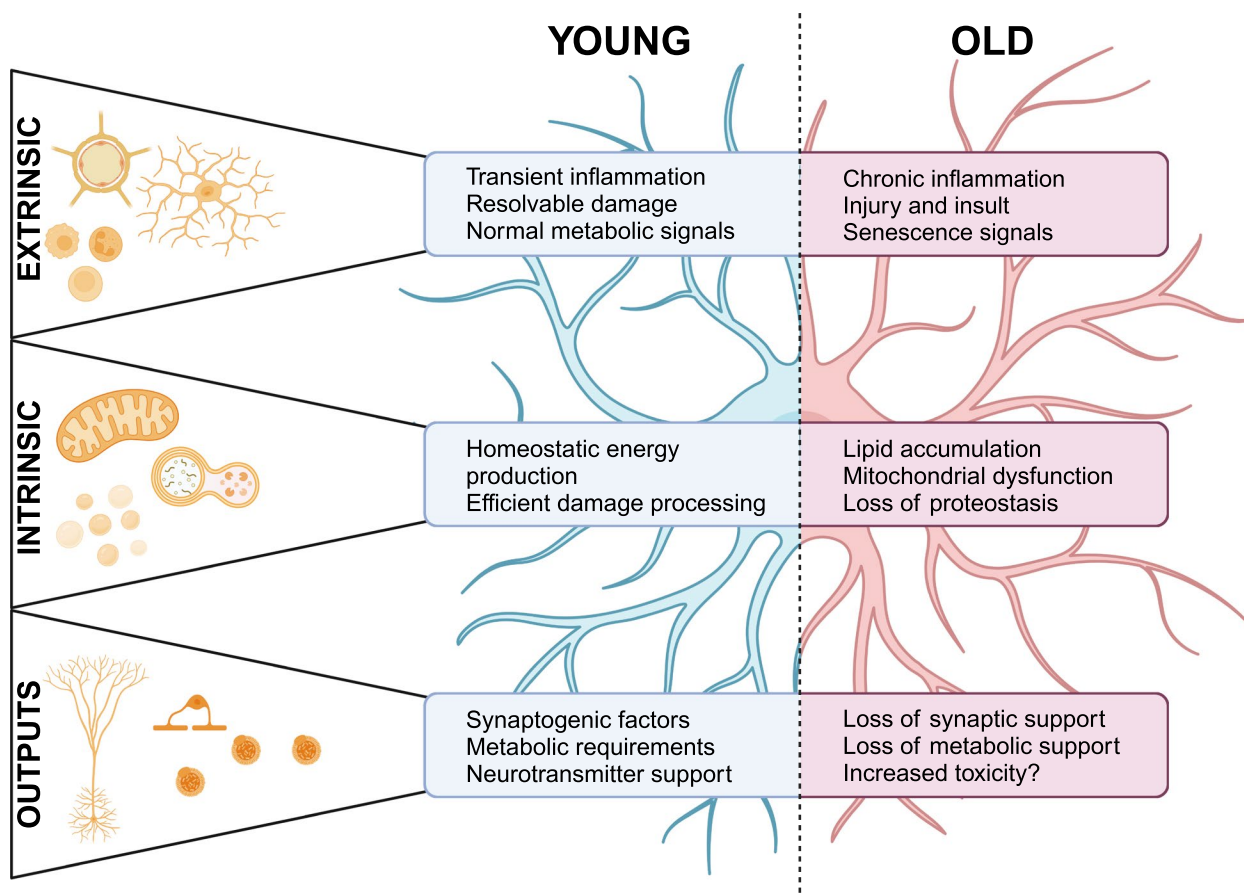 YOUNG
OLD
EXTRINSIC
Transient inflammation
Resolvable damage
Normal metabolic signals
Chronic inflammation
Injury and insult
Senescence signals
INTRINSIC
Homeostatic energy
production
Efficient damage processing
Lipid accumulation
Mitochondrial dysfunction
Loss of proteostasis
OUTPUTS
Synaptogenic factors
Metabolic requirements
Neurotransmitter support
Loss of synaptic support
Loss of metabolic support
Increased toxicity?